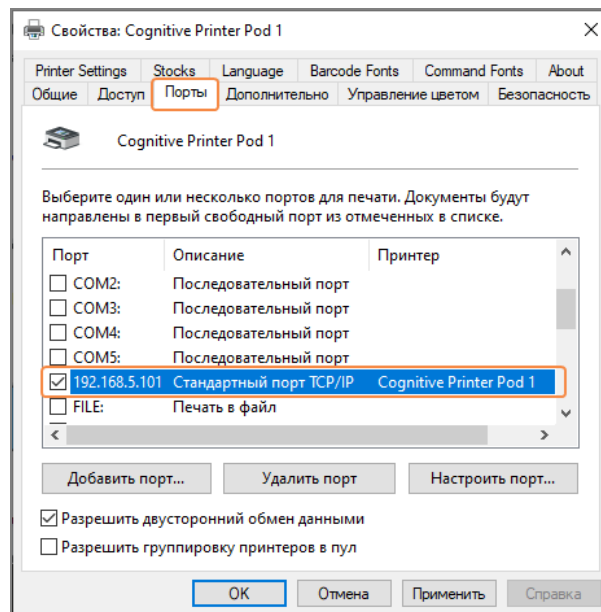 Свойства: Cognitive Printer Pod 1
Printer Settings Stocks Language Barcode Fonts Command Fonts About
Общие Доступ Порты Дополнительно Управление цветом Безопасность
Cognitive Printer Pod 1
Выберите один или несколько портов для печати. Документы будут
направлены в первый свободный порт из отмеченных в списке.
Порт Описание Принтер
COM2: Последовательный порт
COM3: Последовательный порт
COM4: Последовательный порт
COM5: Последовательный порт
192.168.5.101 Стандартный порт TCP/IP Cognitive Printer Pod 1
FILE: Печать в файл
Добавить порт... Удалить порт Настроить порт...
Разрешить двусторонний обмен данными
Разрешить группировку принтеров в пул
OK Отмена Применить Справка